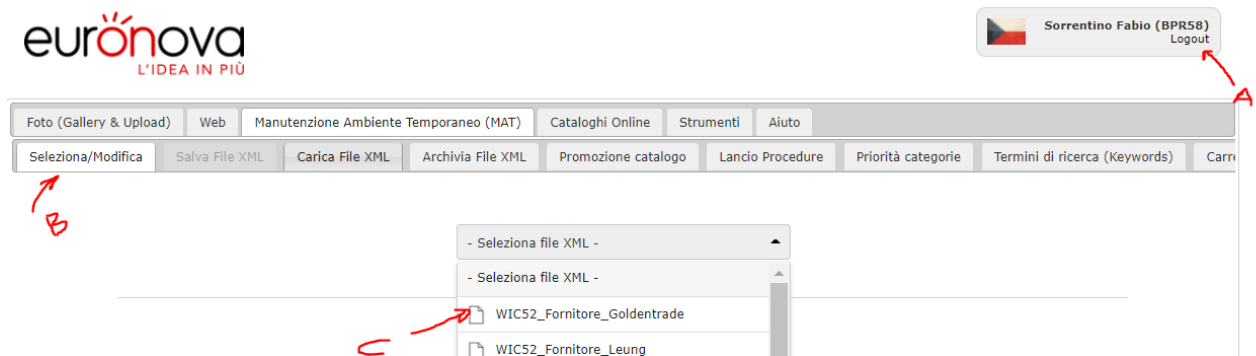 euronova
L'IDEA IN PIÙ
Sorrentino Fabio (BPR58)
Logout
A
Foto (Gallery & Upload) Web Manutenzione Ambiente Temporaneo (MAT) Cataloghi Online Strumenti Aiuto
Seleziona/Modifica Salva File XML Carica File XML Archivia File XML Promozione catalogo Lancio Procedure Priorità categorie Termini di ricerca (Keywords) Carre
B
- Seleziona file XML -
- Seleziona file XML -
WIC52_Fornitore_Goldentrade
C
WIC52_Fornitore_Leung